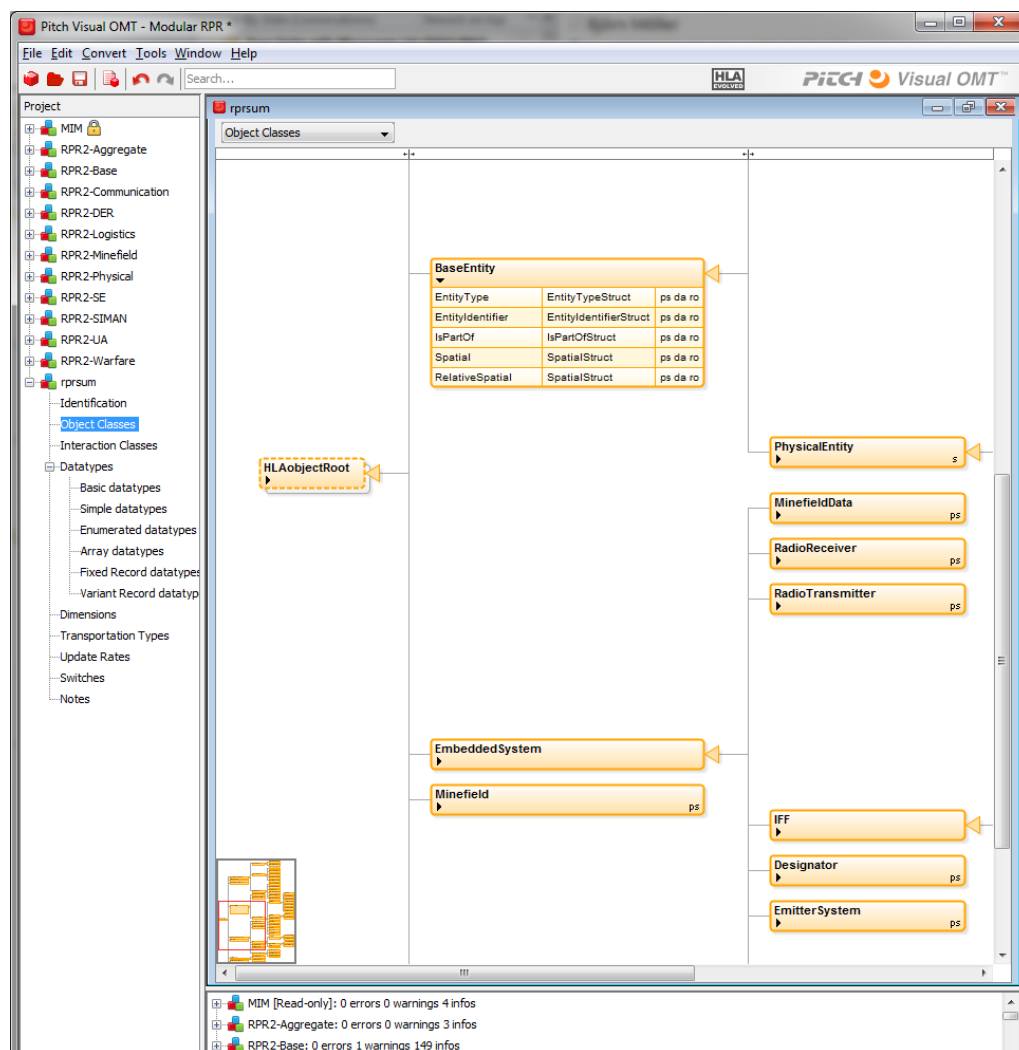 Pitch Visual OMT - Modular RPR *
File Edit Convert Tools Window Help
Search...
HLA
EVOLVED
PITCH Visual OMT™
Project
MIM
RPR2-Aggregate
RPR2-Base
RPR2-Communication
RPR2-DER
RPR2-Logistics
RPR2-Minefield
RPR2-Physical
RPR2-SE
RPR2-SIMAN
RPR2-UA
RPR2-Warfare
rprsum
Identification
Object Classes
Interaction Classes
Datatypes
Basic datatypes
Simple datatypes
Enumerated datatypes
Array datatypes
Fixed Record datatypes
Variant Record datatyp
Dimensions
Transportation Types
Update Rates
Switches
Notes
rprsum
Object Classes
HLAobjectRoot
BaseEntity
EntityType EntityTypeStruct ps da ro
EntityIdentifier EntityIdentifierStruct ps da ro
IsPartOf IsPartOfStruct ps da ro
Spatial SpatialStruct ps da ro
RelativeSpatial SpatialStruct ps da ro
EmbeddedSystem
Minefield
ps
PhysicalEntity
s
MinefieldData
ps
RadioReceiver
ps
RadioTransmitter
ps
IFF
Designator
ps
EmitterSystem
ps
MIM [Read-only]: 0 errors 0 warnings 4 infos
RPR2-Aggregate: 0 errors 0 warnings 3 infos
RPR2-Base: 0 errors 1 warnings 149 infos